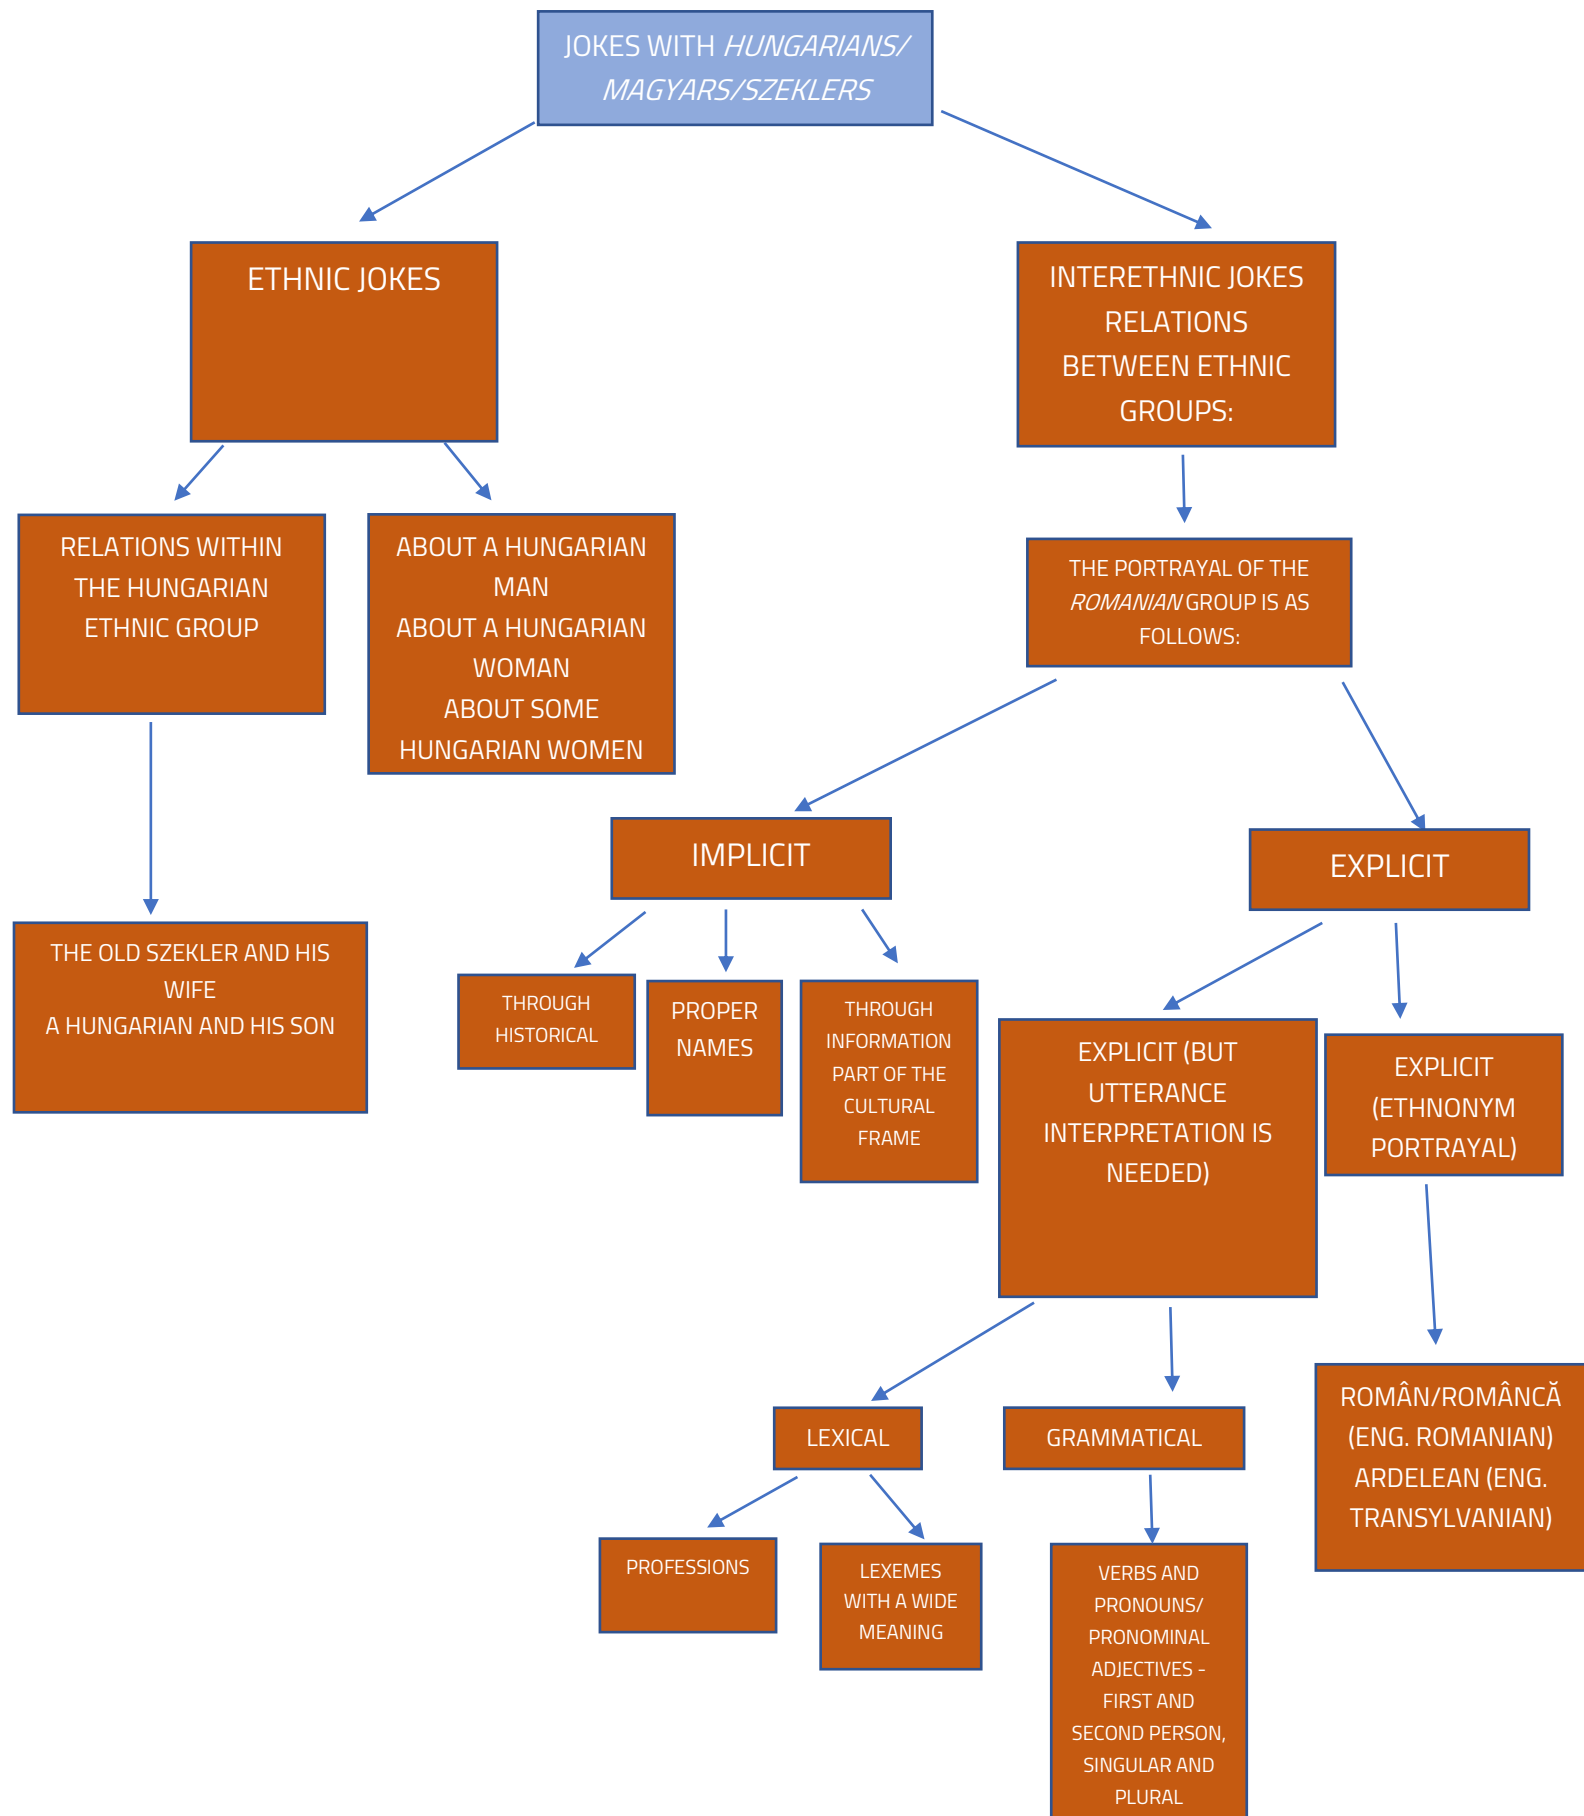 JOKES WITH HUNGARIANS/
MAGYARS/SZEKLERS
ETHNIC JOKES
INTERETHNIC JOKES
RELATIONS
BETWEEN ETHNIC
GROUPS:
RELATIONS WITHIN
THE HUNGARIAN
ETHNIC GROUP
ABOUT A HUNGARIAN
MAN
ABOUT A HUNGARIAN
WOMAN
ABOUT SOME
HUNGARIAN WOMEN
THE PORTRAYAL OF THE
ROMANIAN GROUP IS AS
FOLLOWS:
IMPLICIT
EXPLICIT
THE OLD SZEKLER AND HIS
WIFE
A HUNGARIAN AND HIS SON
THROUGH
HISTORICAL
PROPER
NAMES
THROUGH
INFORMATION
PART OF THE
CULTURAL
FRAME
EXPLICIT (BUT
UTTERANCE
INTERPRETATION IS
NEEDED)
EXPLICIT
(ETHNONYM
PORTRAYAL)
LEXICAL
GRAMMATICAL
ROMÂN/ROMÂNCĂ
(ENG. ROMANIAN)
ARDELEAN (ENG.
TRANSYLVANIAN)
PROFESSIONS
LEXEMES
WITH A WIDE
MEANING
VERBS AND
PRONOUNS/
PRONOMINAL
ADJECTIVES -
FIRST AND
SECOND PERSON,
SINGULAR AND
PLURAL